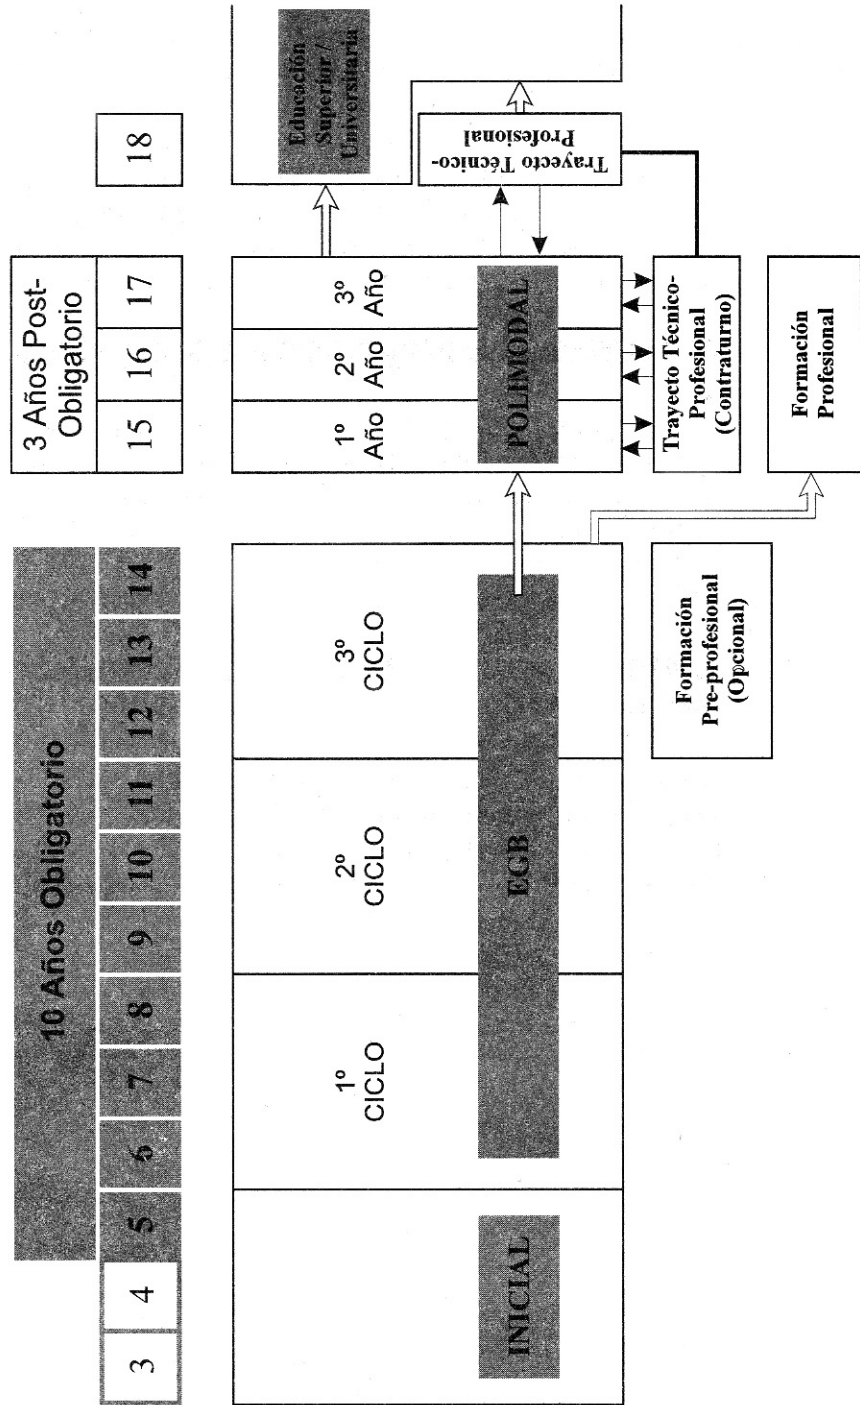 10 Años Obligatorio
3 Años Post-
Obligatorio
3
4
5
6
7
8
9
10
11
12
13
14
15
16
17
18
1º
CICLO
2º
CICLO
3º
CICLO
1º
Año
2º
Año
3º
Año
Educación
Superior /
Universitaria
INICIAL
EGB
POLIMODAL
Trayecto Técnico-
Profesional
Formación
Pre-profesional
(Opcional)
Trayecto Técnico-
Profesional
(Contraturno)
Formación
Profesional